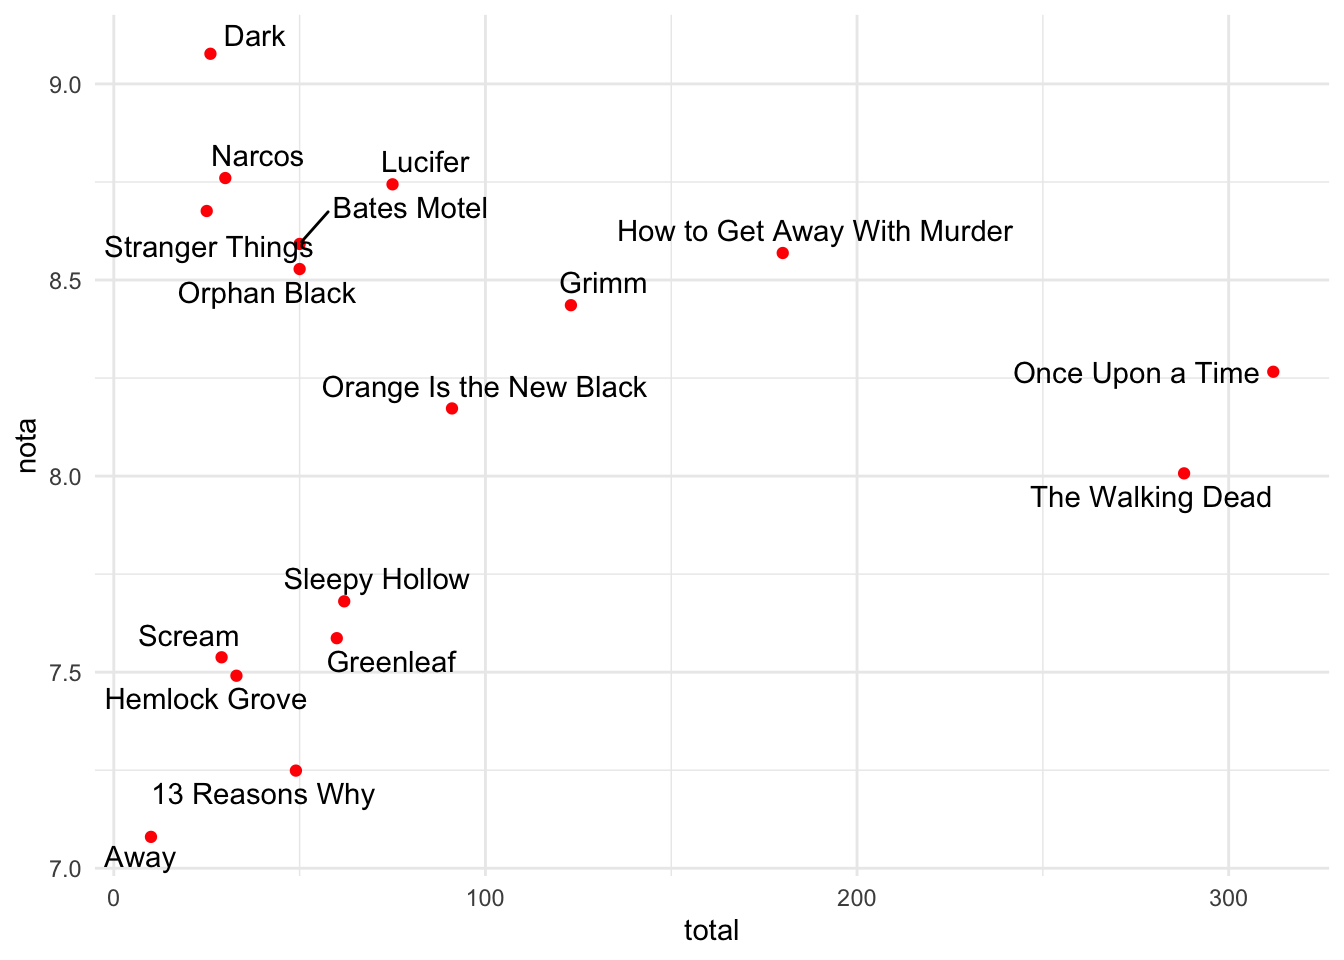 Dark
9.0
Narcos
Lucifer
Bates Motel
How to Get Away With Murder
Stranger Things
8.5
Grimm
Orphan Black
Once Upon a Time
Orange Is the New Black
nota
8.0
The Walking Dead
Sleepy Hollow
Scream
Greenleaf
7.5
Hemlock Grove
13 Reasons Why
Away
7.0
0 100 200 300
total